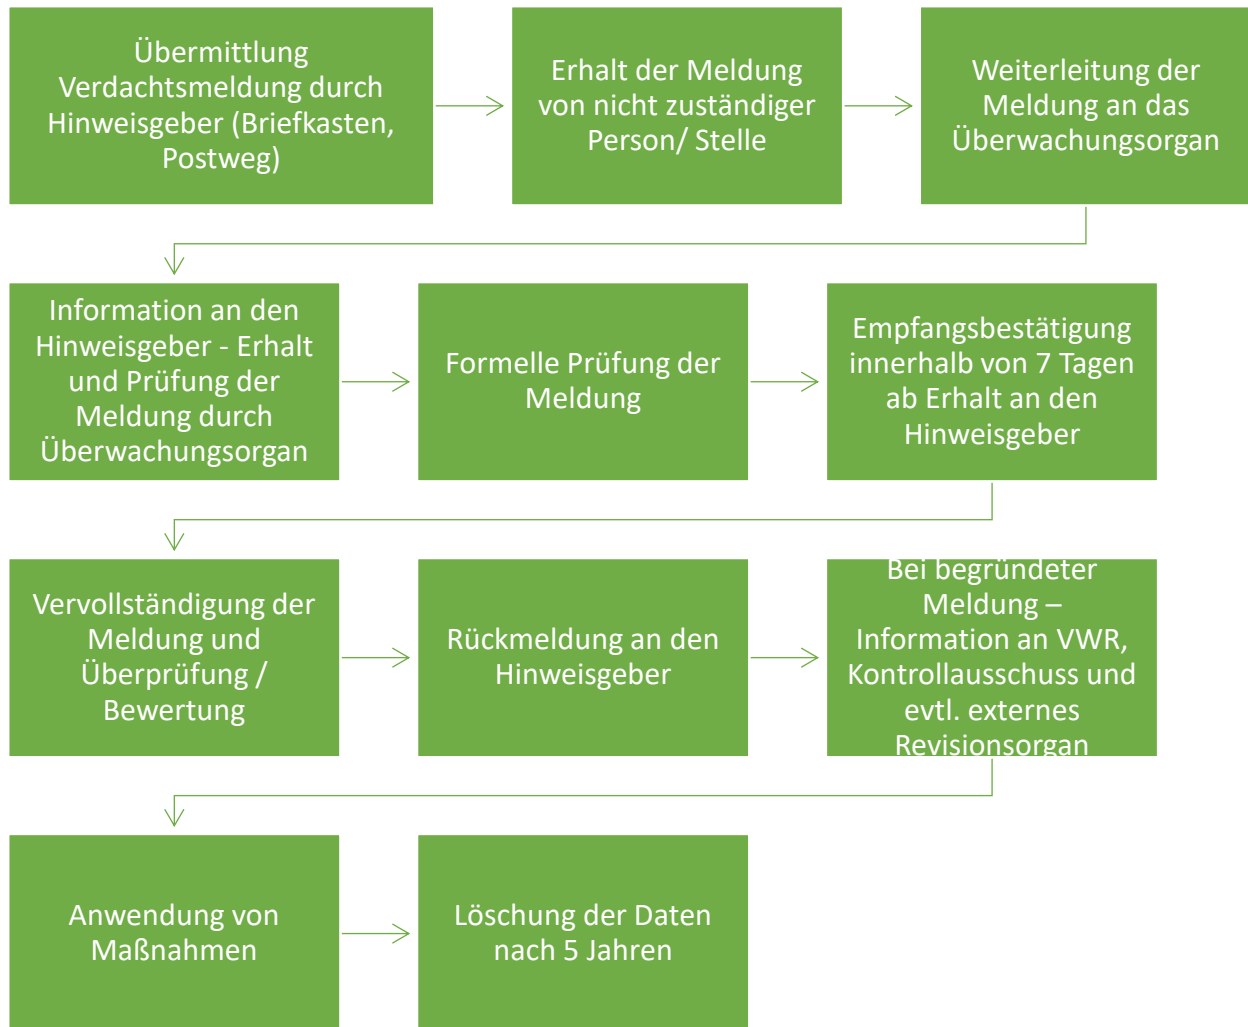 Übermittlung
Verdachtsmeldung durch
Hinweisgeber (Briefkasten,
Postweg)
Erhalt der Meldung
von nicht zuständiger
Person/ Stelle
Weiterleitung der
Meldung an das
Überwachungsorgan
Information an den
Hinweisgeber - Erhalt
und Prüfung der
Meldung durch
Überwachungsorgan
Formelle Prüfung der
Meldung
Empfangsbestätigung
innerhalb von 7 Tagen
ab Erhalt an den
Hinweisgeber
Vervollständigung der
Meldung und
Überprüfung /
Bewertung
Rückmeldung an den
Hinweisgeber
Bei begründeter
Meldung –
Information an VWR,
Kontrollausschuss und
evtl. externes
Revisionsorgan
Anwendung von
Maßnahmen
Löschung der Daten
nach 5 Jahren